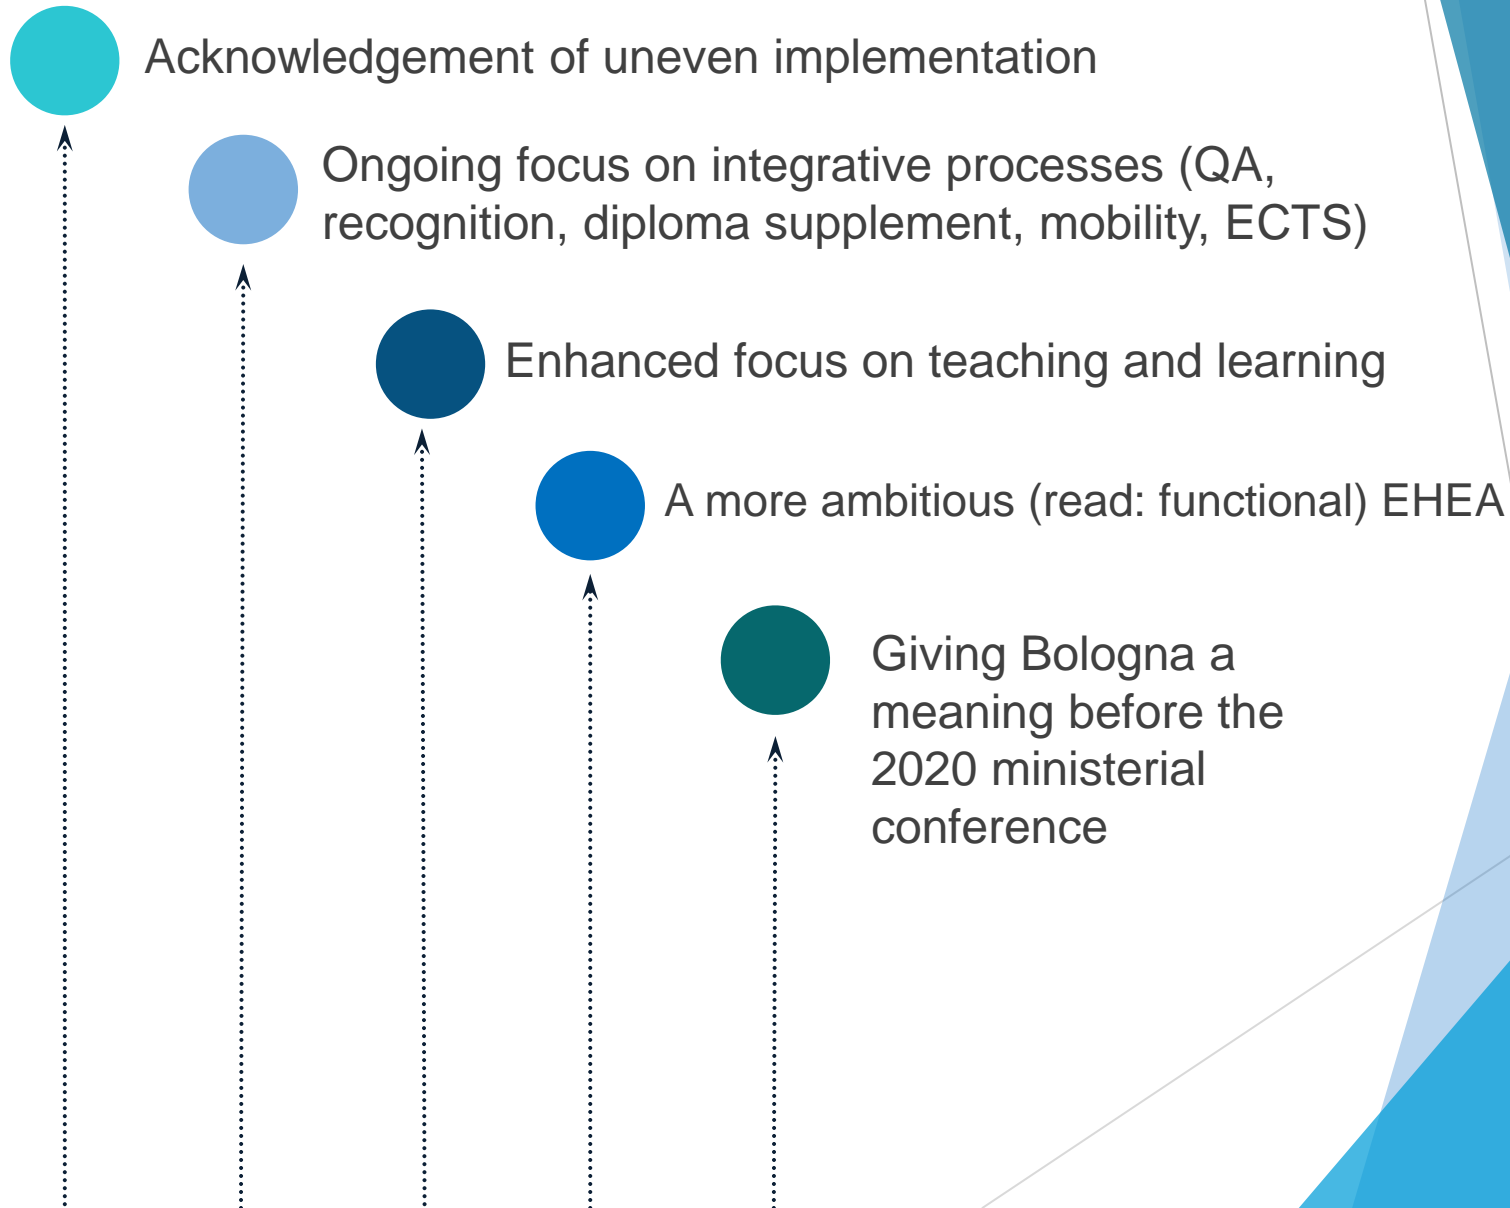 Acknowledgement of uneven implementation
Ongoing focus on integrative processes (QA,
recognition, diploma supplement, mobility, ECTS)
Enhanced focus on teaching and learning
A more ambitious (read: functional) EHEA
Giving Bologna a
meaning before the
2020 ministerial
conference